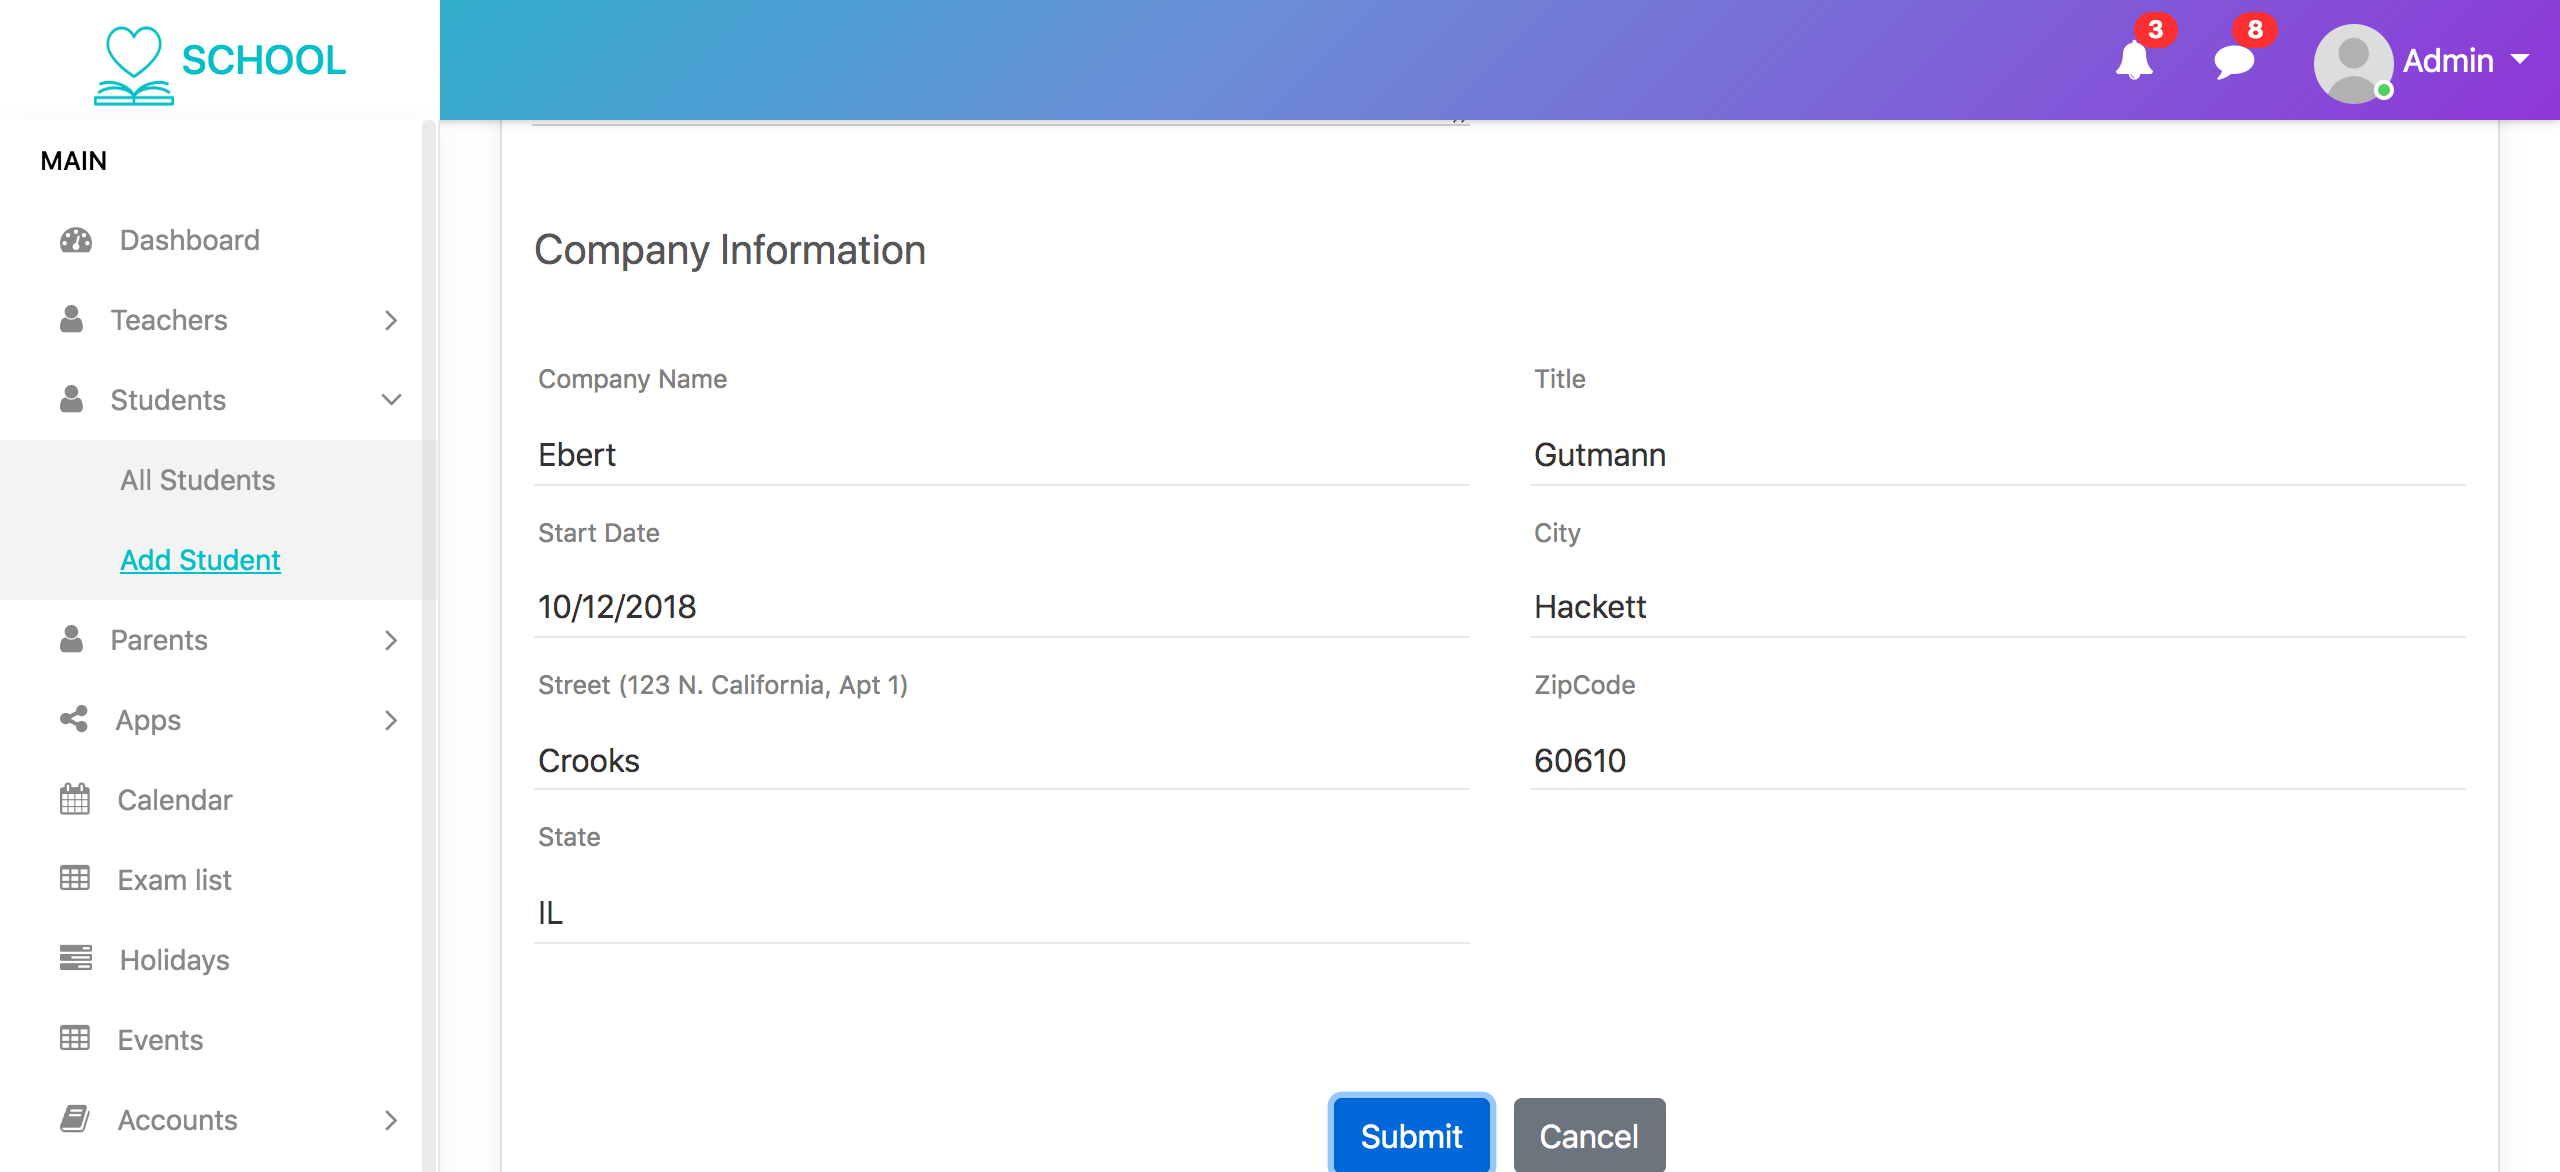 SCHOOL
3
8
Admin
MAIN
Dashboard
Teachers
Students
All Students
Add Student
Parents
Apps
Calendar
Exam list
Holidays
Events
Accounts
Company Information
Company Name
Title
Ebert
Gutmann
Start Date
City
10/12/2018
Hackett
Street (123 N. California, Apt 1)
ZipCode
Crooks
60610
State
IL
Submit
Cancel